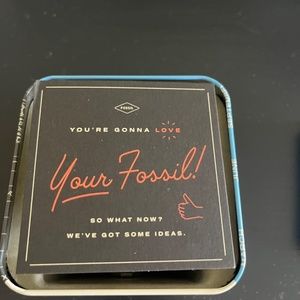 FOSSIL
YOU'RE GONNA LOVE
Your Fossil!
SO WHAT NOW?
WE'VE GOT SOME IDEAS.